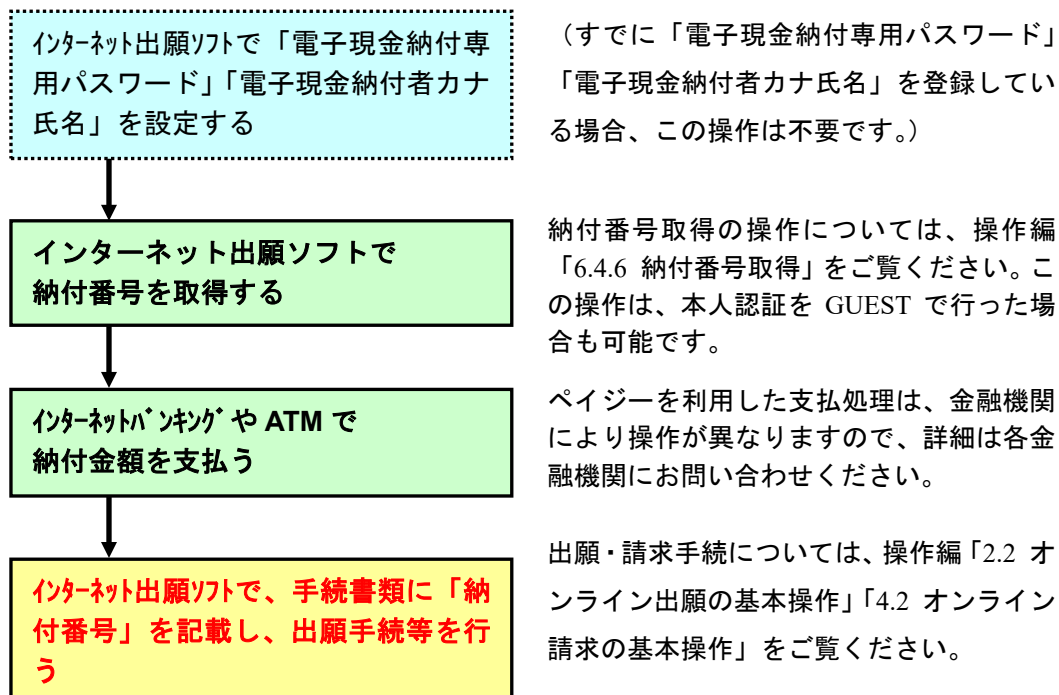 ｲﾝﾀｰﾈｯﾄ出願ｿﾌﾄで「電子現金納付専
用パスワード」「電子現金納付者カナ
氏名」を設定する
（すでに「電子現金納付専用パスワード」
「電子現金納付者カナ氏名」を登録してい
る場合、この操作は不要です。）
インターネット出願ソフトで
納付番号を取得する
納付番号取得の操作については、操作編
「6.4.6 納付番号取得」をご覧ください。こ
の操作は、本人認証を GUEST で行った場
合も可能です。
ｲﾝﾀｰﾈｯﾄﾊﾞﾝｷﾝｸﾞや ATM で
納付金額を支払う
ペイジーを利用した支払処理は、金融機関
により操作が異なりますので、詳細は各金
融機関にお問い合わせください。
ｲﾝﾀｰﾈｯﾄ出願ｿﾌﾄで、手続書類に「納
付番号」を記載し、出願手続等を行
う
出願・請求手続については、操作編「2.2 オ
ンライン出願の基本操作」「4.2 オンライン
請求の基本操作」をご覧ください。